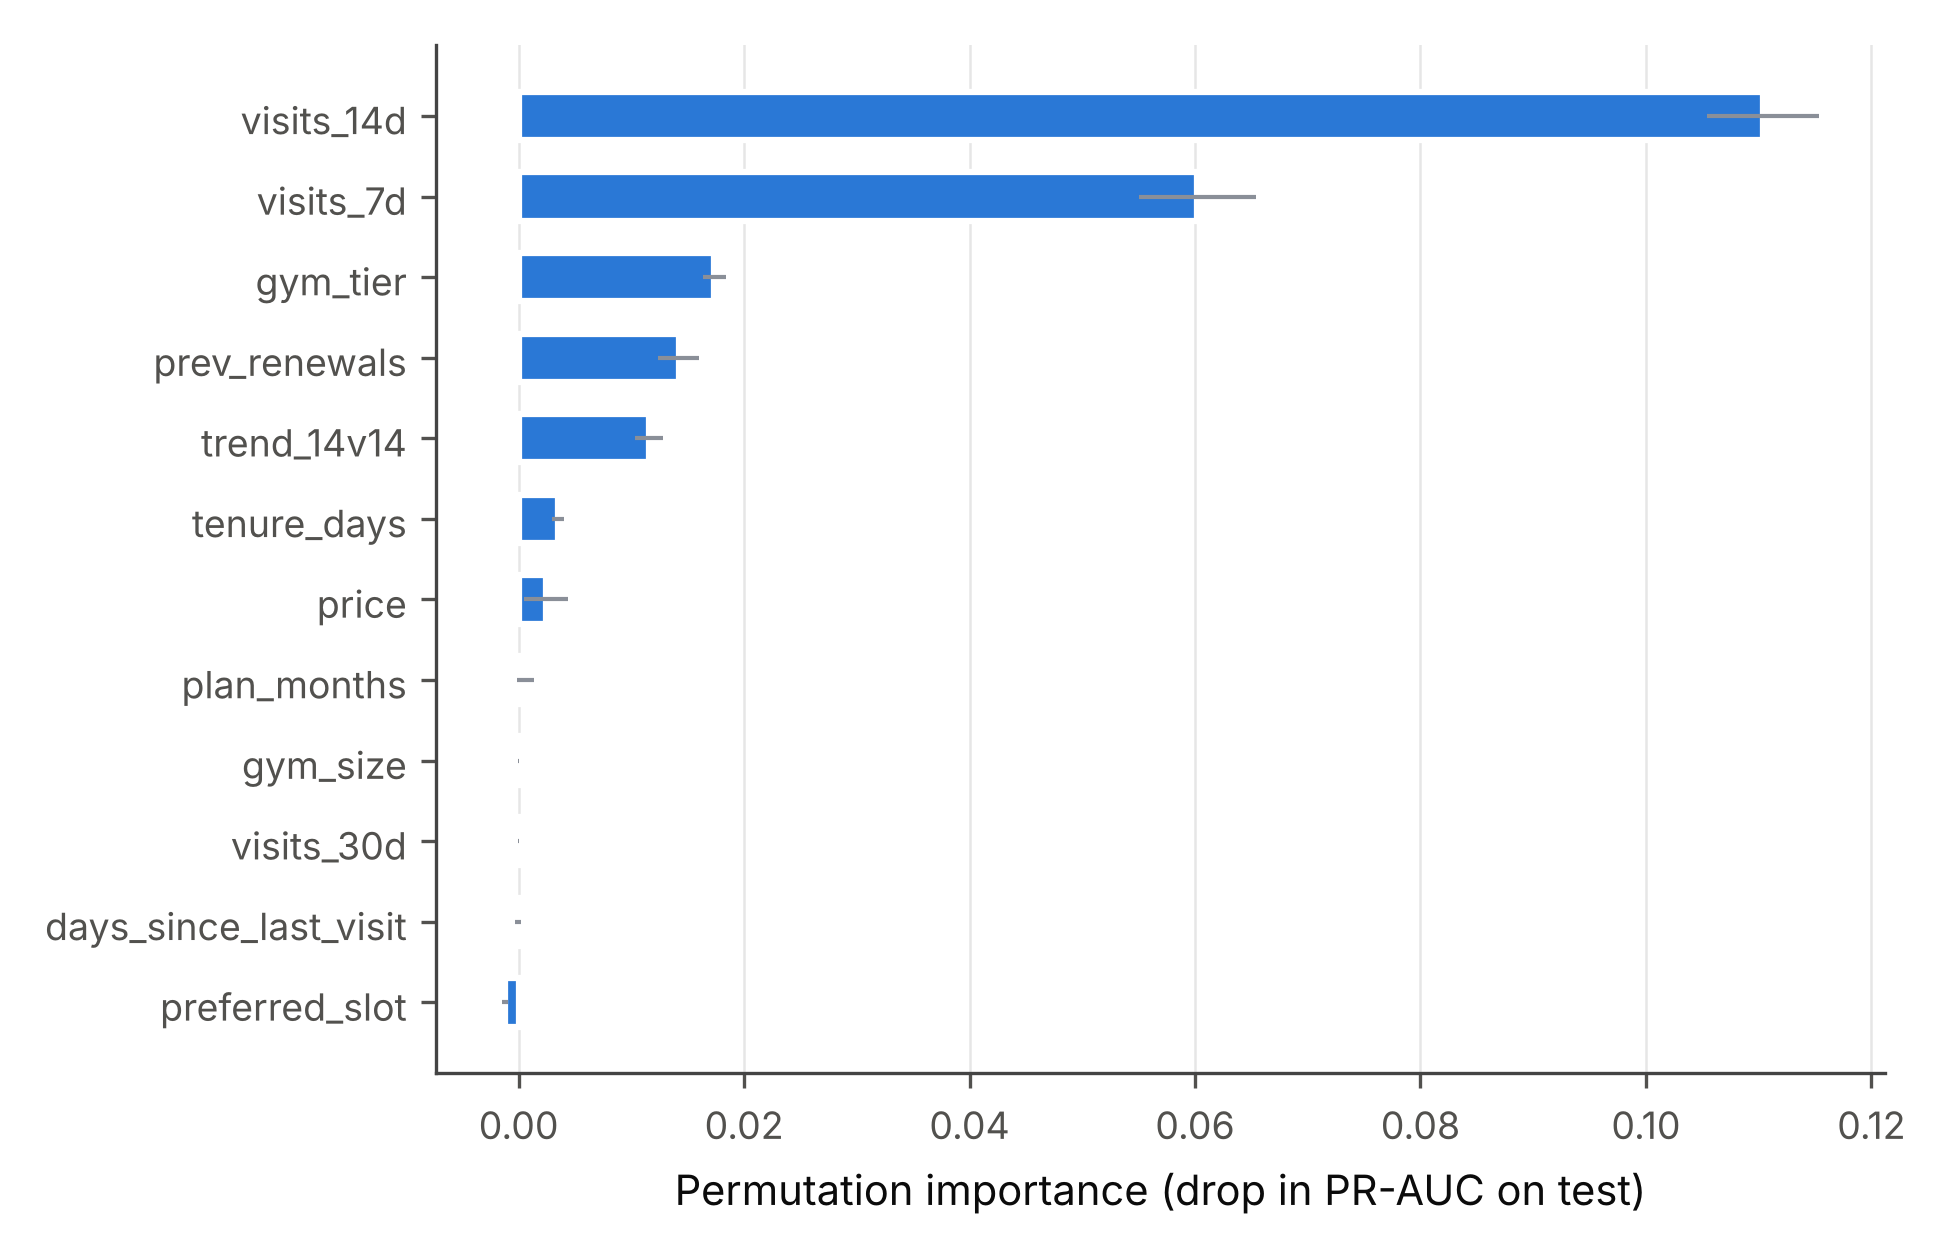 visits_14d
visits_7d
gym_tier
prev_renewals
trend_14v14
tenure_days
price
plan_months
gym_size
visits_30d
days_since_last_visit
preferred_slot
0.00 0.02 0.04 0.06 0.08 0.10 0.12
Permutation importance (drop in PR-AUC on test)